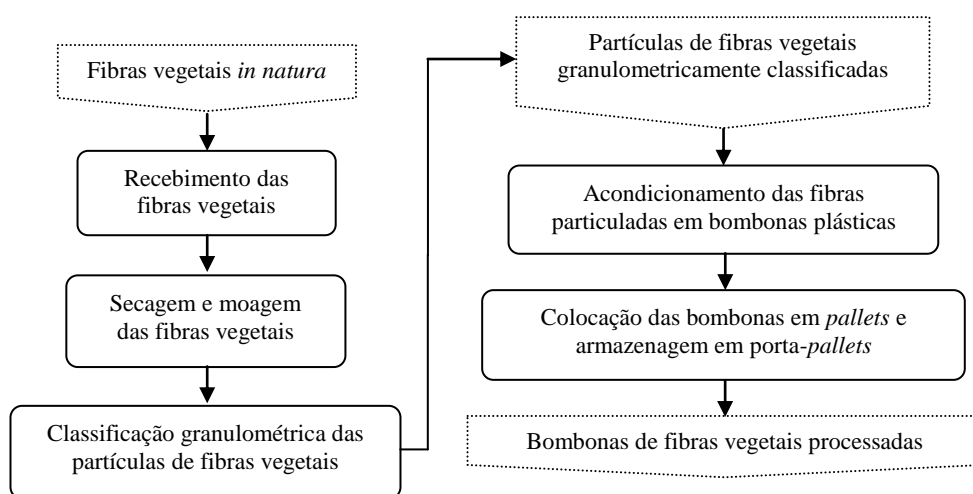 Fibras vegetais in natura
Recebimento das
fibras vegetais
Secagem e moagem
das fibras vegetais
Classificação granulométrica das
partículas de fibras vegetais
Partículas de fibras vegetais
granulometricamente classificadas
Acondicionamento das fibras
particuladas em bombonas plásticas
Colocação das bombonas em pallets e
armazenagem em porta-pallets
Bombonas de fibras vegetais processadas